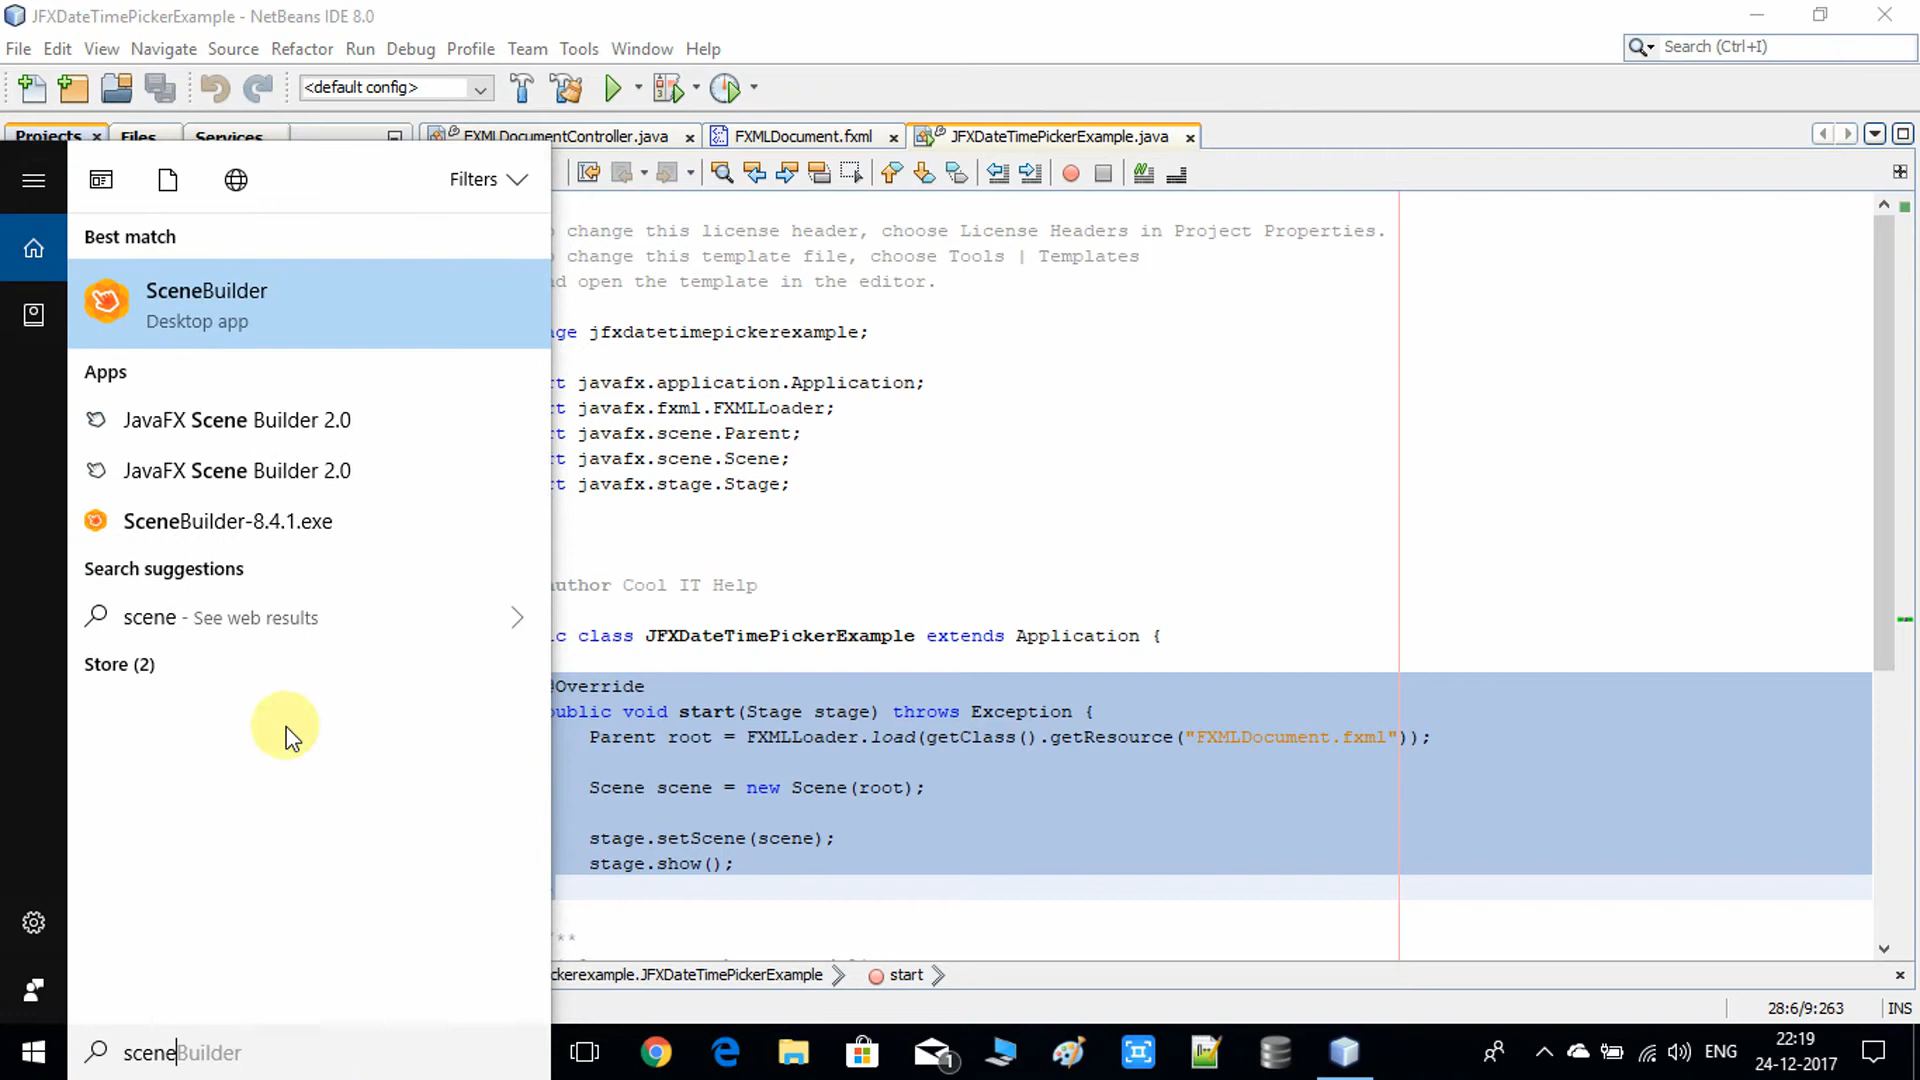 JFXDateTimePickerExample - NetBeans IDE 8.0
File Edit View Navigate Source Refactor Run Debug Profile Team Tools Window Help
Search (Ctrl+I)
<default config>
Projects Files Services
FXMLDocumentController.java FXMLDocument.fxml JFXDateTimePickerExample.java
Filters
Best match
SceneBuilder
Desktop app
Apps
JavaFX Scene Builder 2.0
JavaFX Scene Builder 2.0
SceneBuilder-8.4.1.exe
Search suggestions
scene - See web results
Store (2)
change this license header, choose License Headers in Project Properties.
change this template file, choose Tools | Templates
open the template in the editor.
jfxdatetimepickerexample;
javafx.application.Application;
javafx.fxml.FXMLLoader;
javafx.scene.Parent;
javafx.scene.Scene;
javafx.stage.Stage;
author Cool IT Help
class JFXDateTimePickerExample extends Application {
@Override
public void start(Stage stage) throws Exception {
Parent root = FXMLLoader.load(getClass().getResource("FXMLDocument.fxml"));
Scene scene = new Scene(root);
stage.setScene(scene);
stage.show();
/**
ckerexample.JFXDateTimePickerExample start
28:6/9:263 INS
sceneBuilder
1
ENG
22:19
24-12-2017